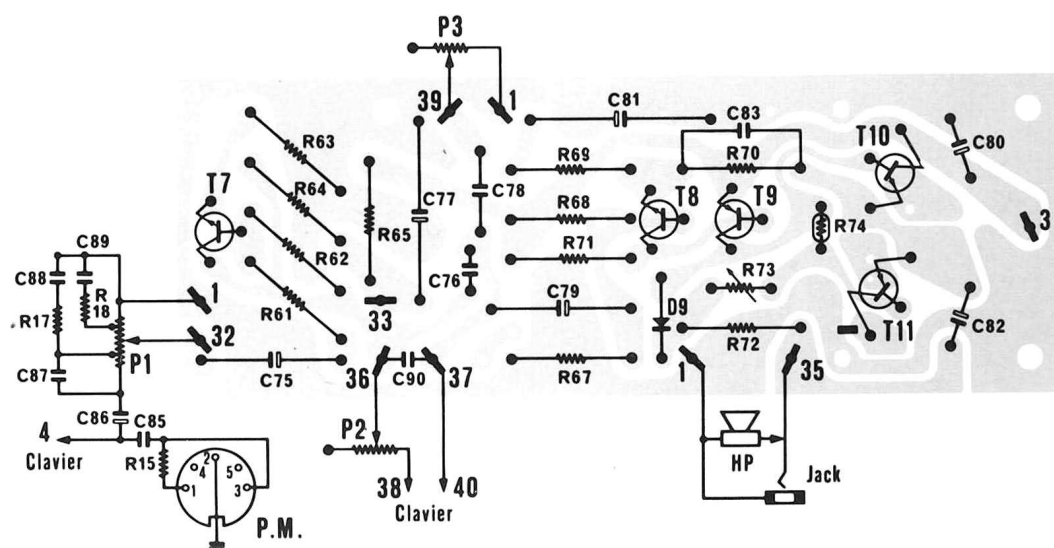 P3
39
1
C81
C83
R63
R69
R70
T10
C80
T7
R64
C77
C78
T8
T9
R68
R65
R74
3
C89
R62
R71
C88
C76
R73
R 18
1
R61
C79
D9
R17
33
T11
C82
32
R72
P1
C87
C75
36
C90
37
R67
1
35
C86
C85
4
Clavier
P2
R15
2
4
5
1
3
38
40
Clavier
HP
Jack
P.M.